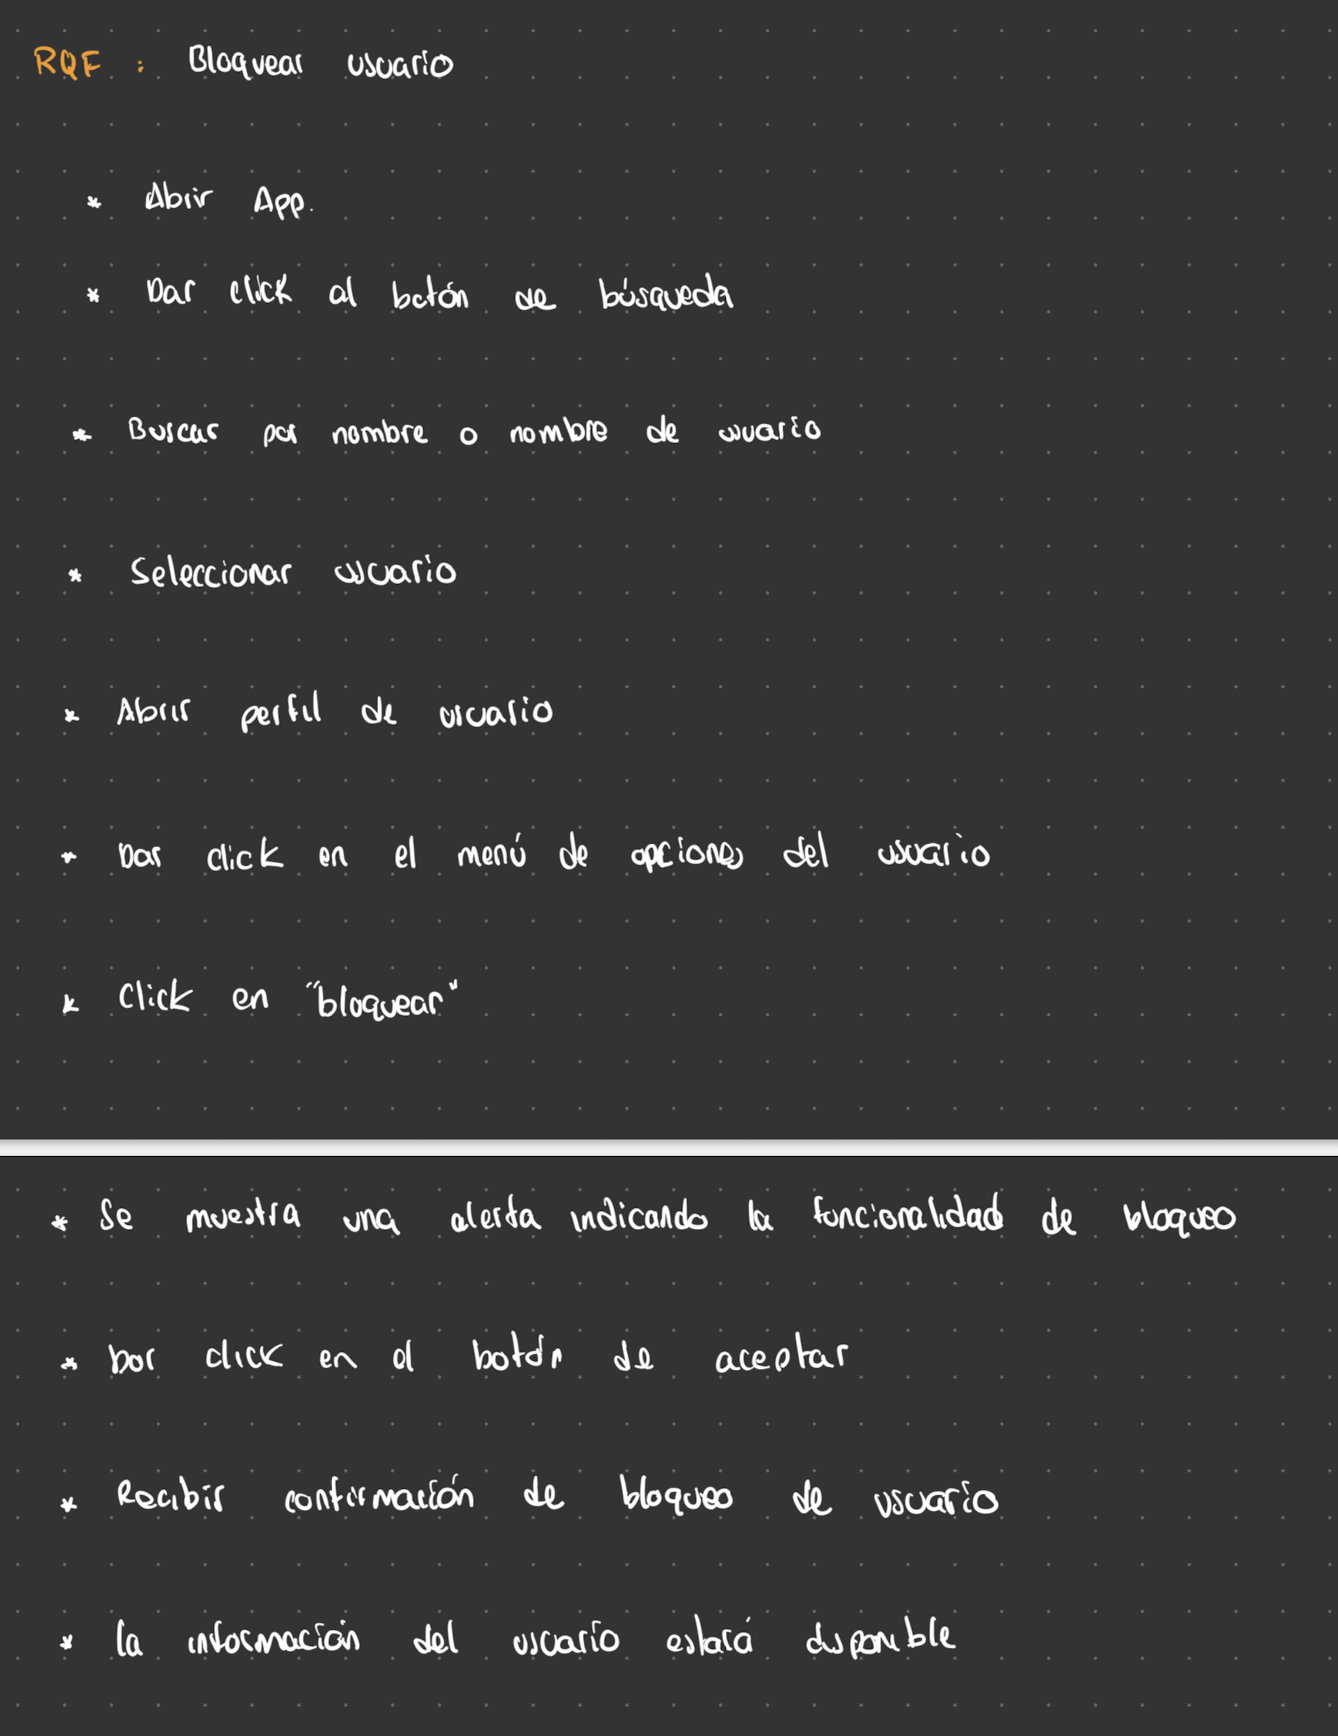 RQF : Bloquear usuario
* Abrir App.
* Dar click al botón de búsqueda
* Buscar por nombre o nombre de usuario
* Seleccionar usuario
* Abrir perfil de usuario
* Dar click en el menú de opciones del usuario
* Click en "bloquear"
* Se muestra una alerta indicando la funcionalidad de bloqueo
* Dar click en el botón de aceptar
* Recibir confirmación de bloqueo de usuario
* La información del usuario estará disponible